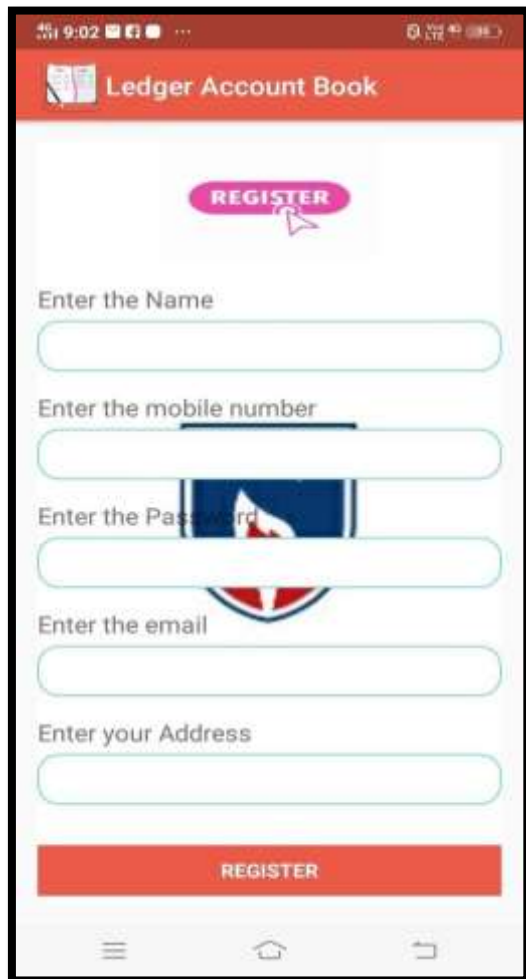 9:02
Ledger Account Book
REGISTER
Enter the Name
Enter the mobile number
Enter the Password
Enter the email
Enter your Address
REGISTER